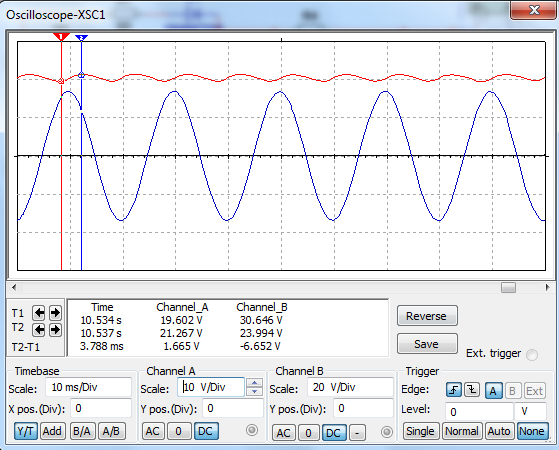 Oscilloscope-XSC1
1 2
Time Channel_A Channel_B
T1 10.534 s 19.602 V 30.646 V
T2 10.537 s 21.267 V 23.994 V
T2-T1 3.788 ms 1.665 V -6.652 V
Reverse
Save
Ext. trigger
Timebase Channel A Channel B Trigger
Scale: 10 ms/Div Scale: 10 V/Div Scale: 20 V/Div Edge: A B Ext
X pos.(Div): 0 Y pos.(Div): 0 Y pos.(Div): 0 Level: 0 V
Y/T Add B/A A/B AC 0 DC AC 0 DC - Single Normal Auto None